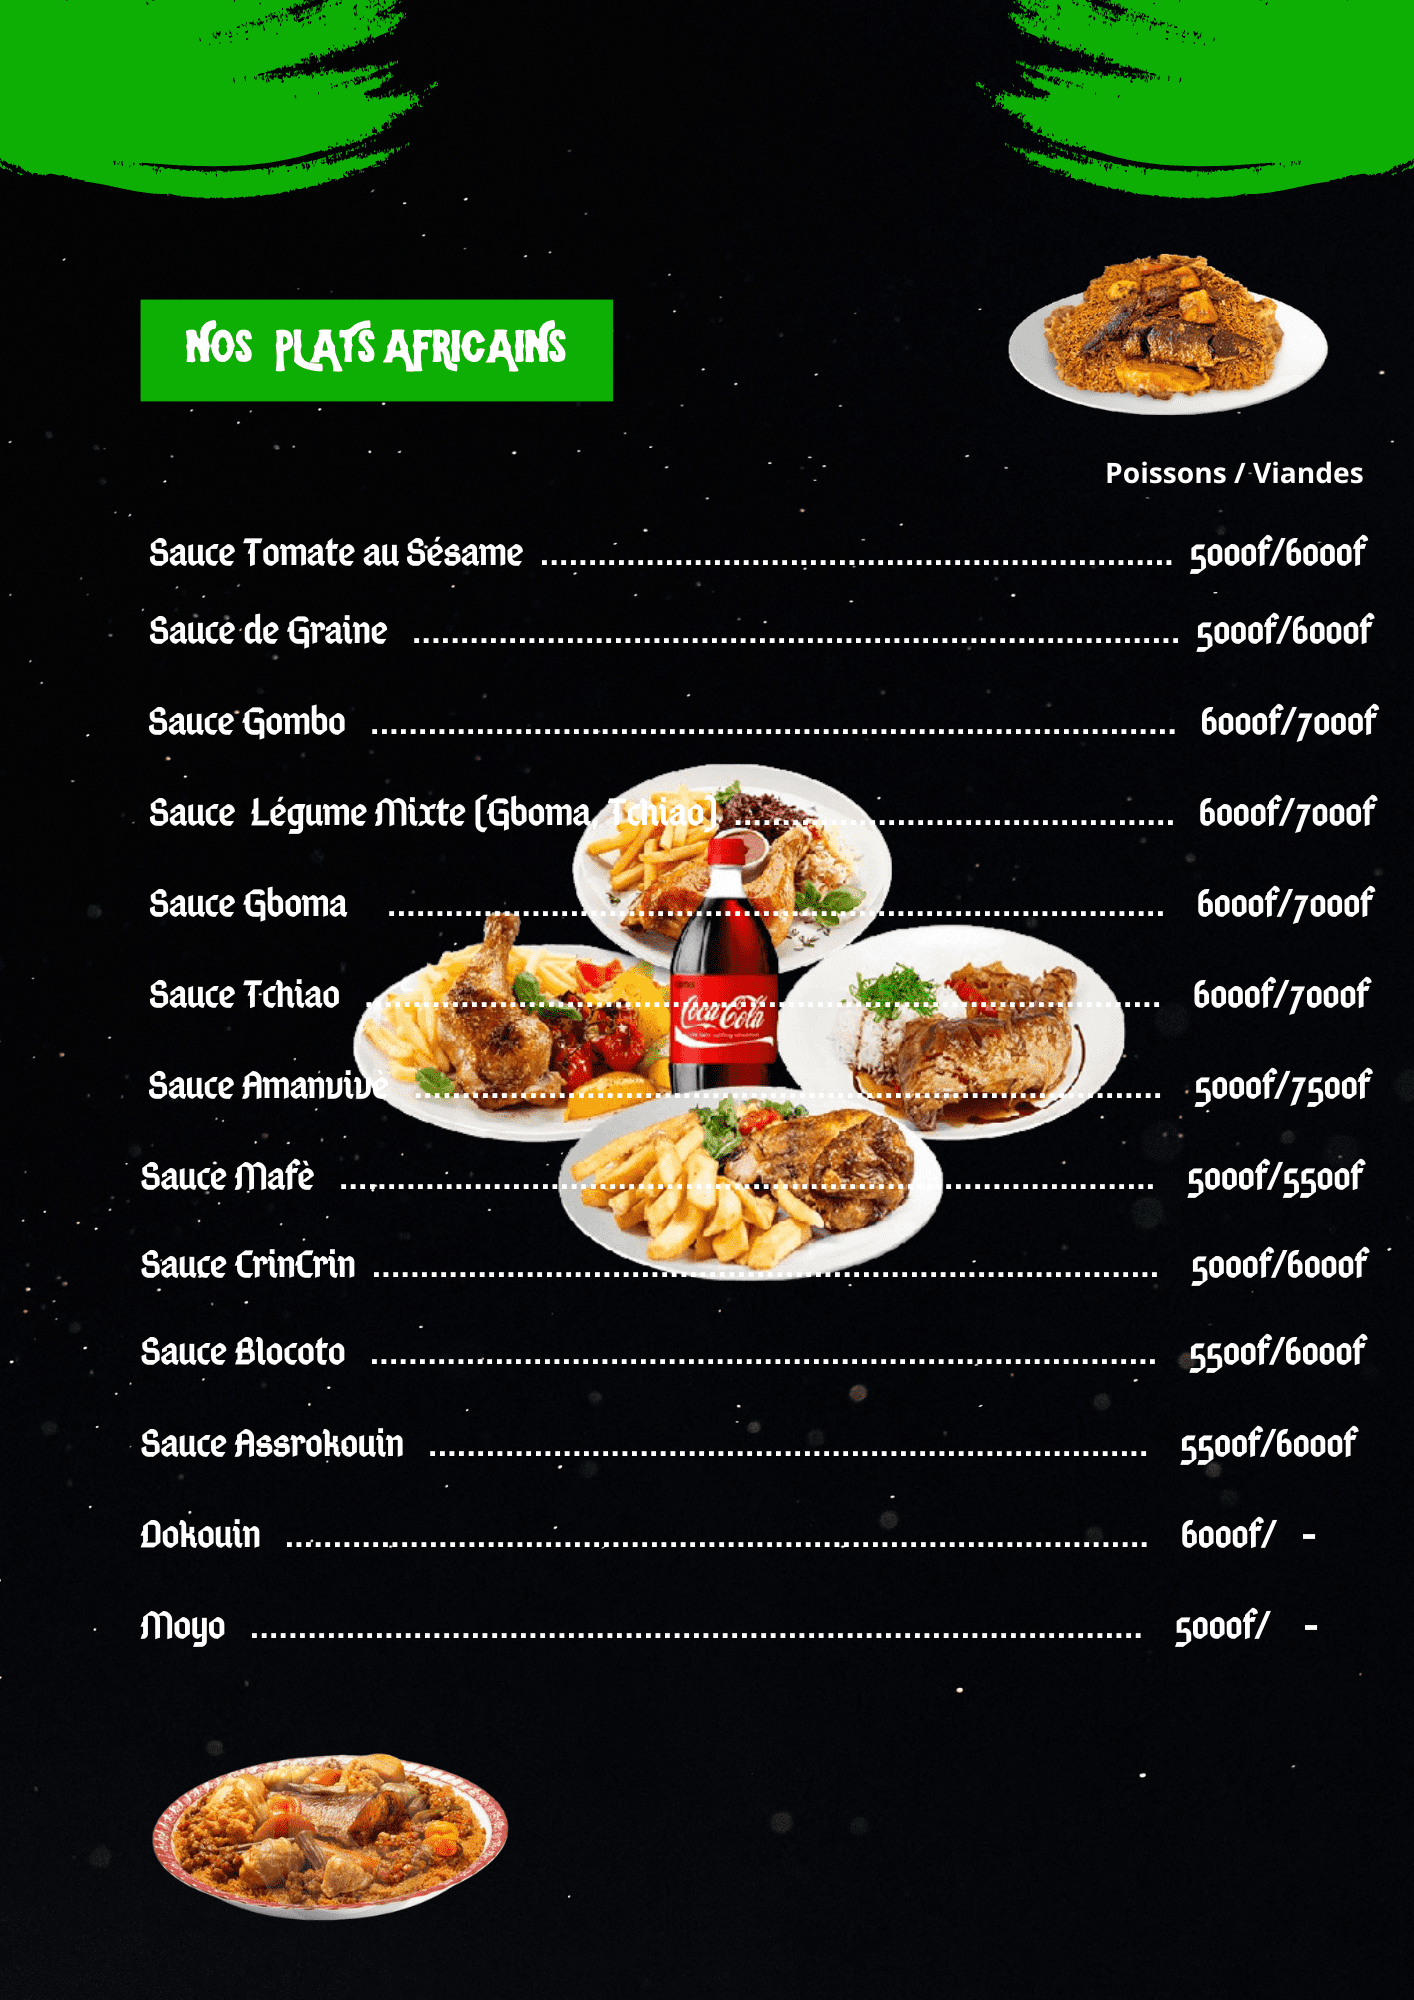 NOS PLATS AFRICAINS
Poissons / Viandes
Sauce Tomate au Sésame ........................ 5000f/6000f
Sauce de Graine ........................ 5000f/6000f
Sauce Gombo ........................ 6000f/7000f
Sauce Légume Mixte (Gboma, Tchiao) ........................ 6000f/7000f
Sauce Gboma ........................ 6000f/7000f
Sauce Tchiao ........................ 6000f/7000f
Coca-Cola
Sauce Amanvivè ........................ 5000f/7500f
Sauce Mafè ........................ 5000f/5500f
Sauce CrinCrin ........................ 5000f/6000f
Sauce Blocoto ........................ 5500f/6000f
Sauce Assrokouin ........................ 5500f/6000f
Dokouin ........................ 6000f/ -
Moyo ........................ 5000f/ -